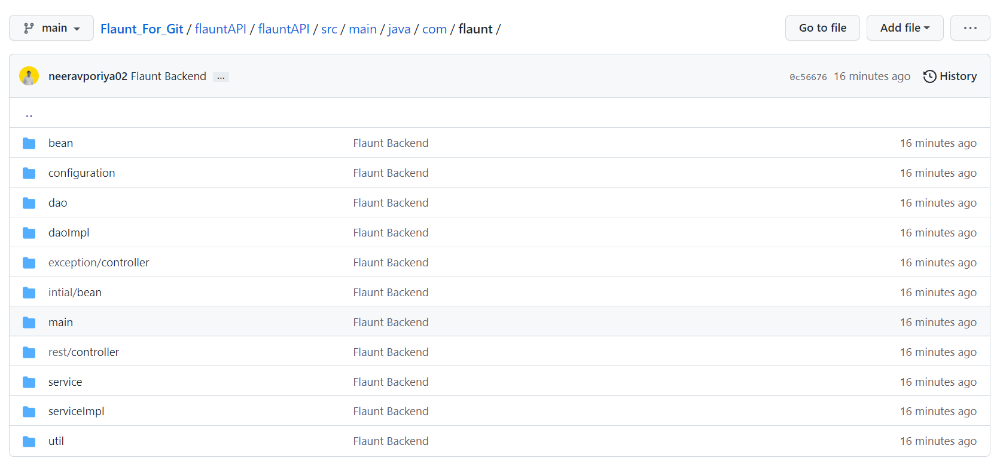 main Flaunt_For_Git / flauntAPI / flauntAPI / src / main / java / com / flaunt / Go to file Add file ...
neeravporiya02 Flaunt Backend ... 0c56676 16 minutes ago History
..
bean Flaunt Backend 16 minutes ago
configuration Flaunt Backend 16 minutes ago
dao Flaunt Backend 16 minutes ago
daoImpl Flaunt Backend 16 minutes ago
exception/controller Flaunt Backend 16 minutes ago
intial/bean Flaunt Backend 16 minutes ago
main Flaunt Backend 16 minutes ago
rest/controller Flaunt Backend 16 minutes ago
service Flaunt Backend 16 minutes ago
serviceImpl Flaunt Backend 16 minutes ago
util Flaunt Backend 16 minutes ago